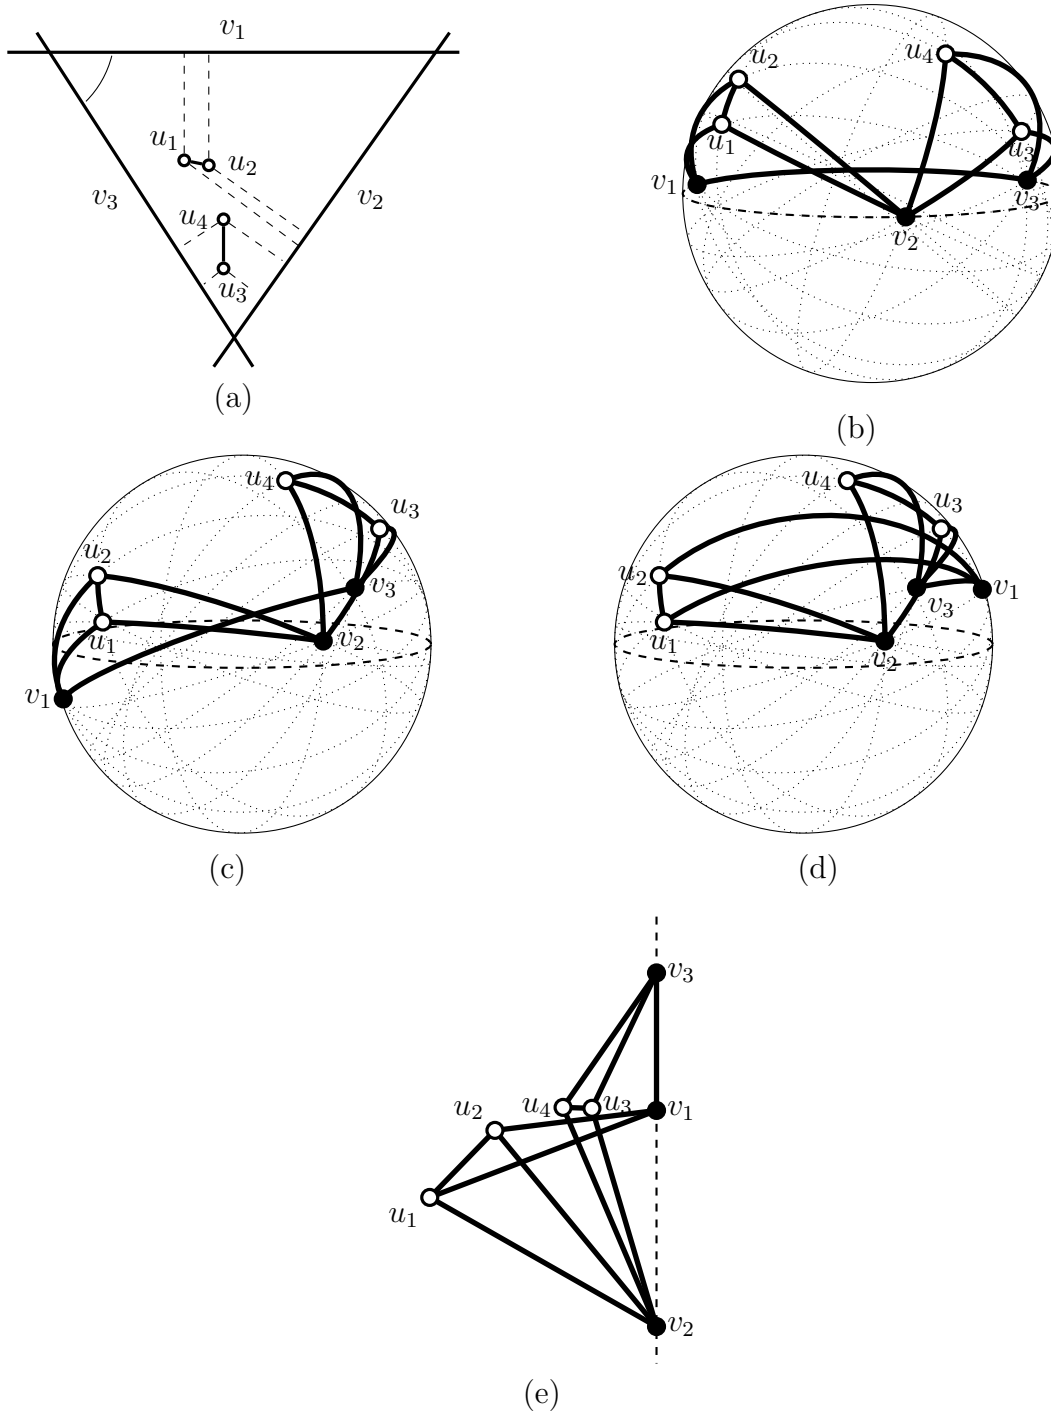 v₁
u₁
u₂
v₃
v₂
u₄
u₃
(a)
u₄
u₂
u₁
u₃
v₁
v₃
v₂
(b)
u₄
u₃
u₂
v₃
u₁
v₂
v₁
(c)
u₄
u₃
u₂
v₁
v₃
u₁
v₂
(d)
v₃
u₂
u₄
u₃
v₁
u₁
v₂
(e)